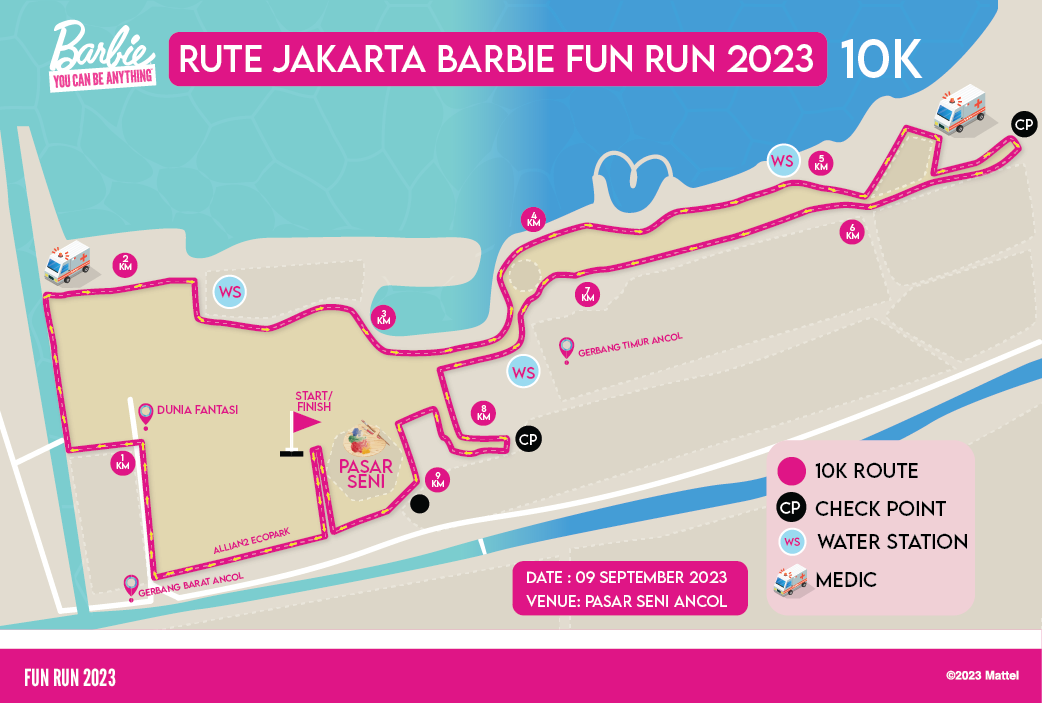 Barbie
YOU CAN BE ANYTHING
RUTE JAKARTA BARBIE FUN RUN 2023
10K
CP
WS
5
KM
4
KM
6
KM
2
KM
WS
7
KM
3
KM
GERBANG TIMUR ANCOL
WS
START/
FINISH
DUNIA FANTASI
8
KM
CP
1
KM
PASAR
SENI
9
KM
ALLIAN2 ECOPARK
GERBANG BARAT ANCOL
10K ROUTE
CP
CHECK POINT
WS
WATER STATION
MEDIC
DATE : 09 SEPTEMBER 2023
VENUE: PASAR SENI ANCOL
FUN RUN 2023
©2023 Mattel